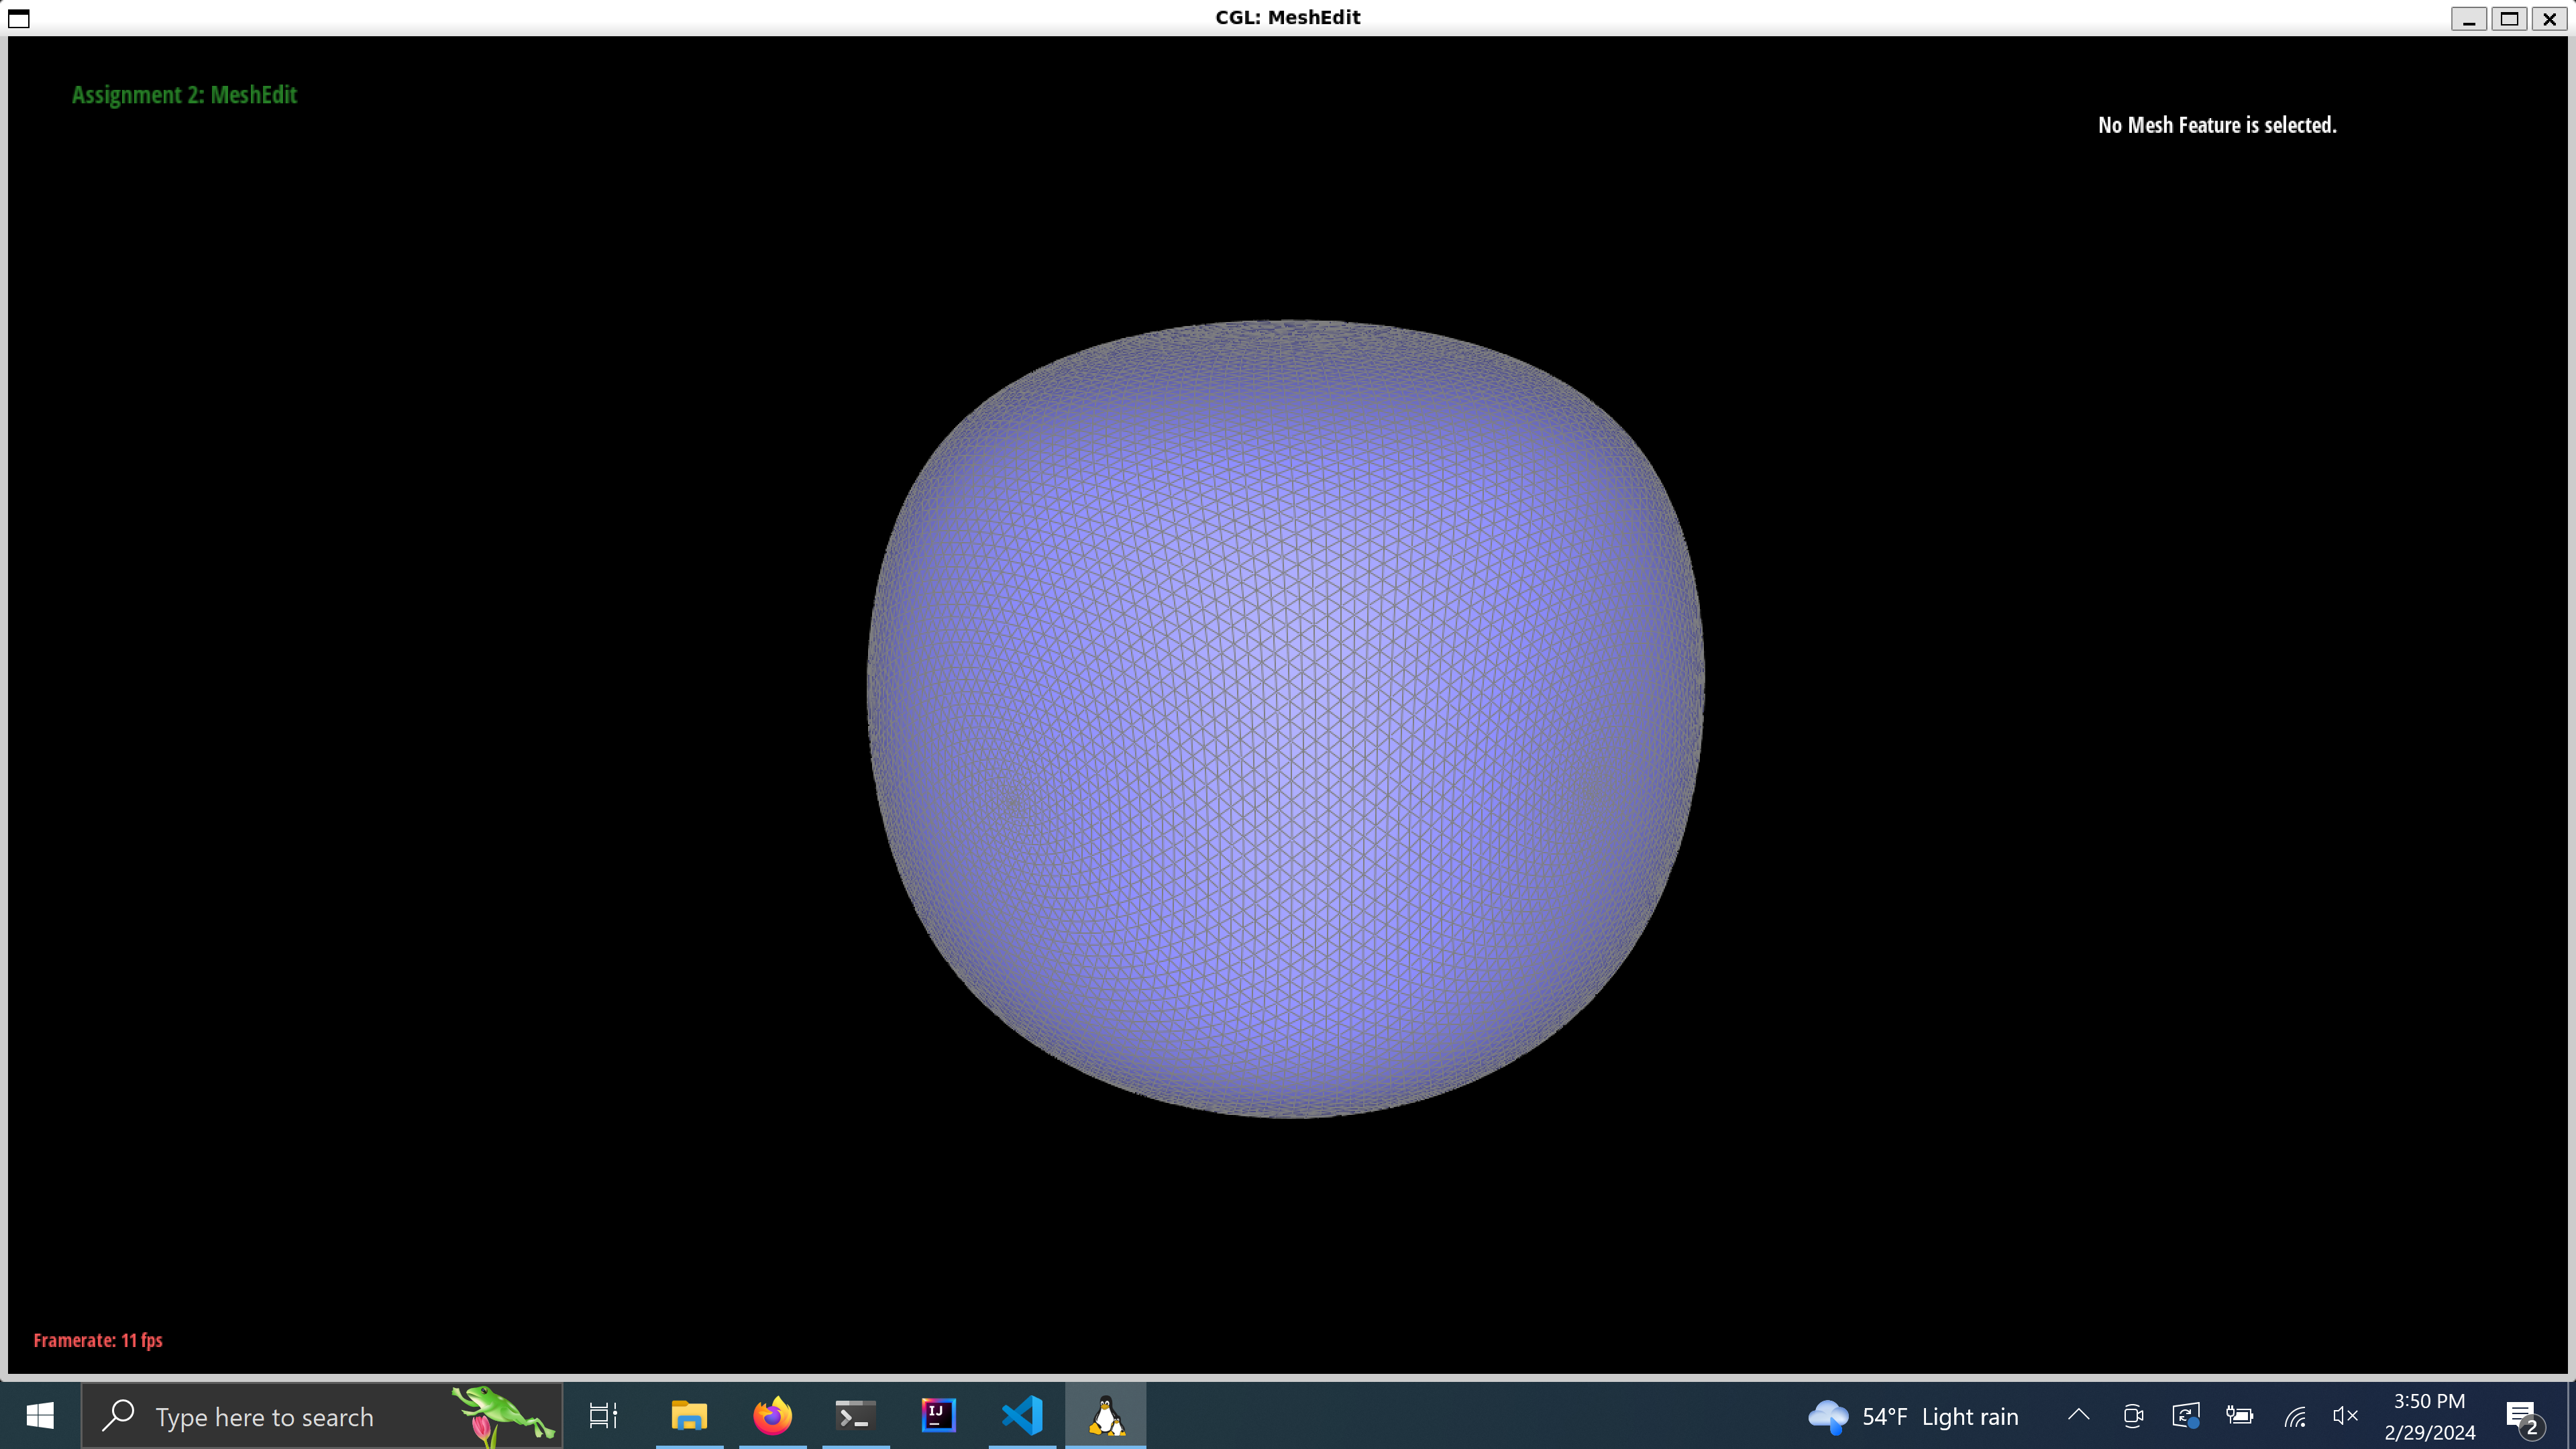 CGL: MeshEdit
Assignment 2: MeshEdit
No Mesh Feature is selected.
Framerate: 11 fps
Type here to search
IJ
54°F Light rain
3:50 PM
2/29/2024
2